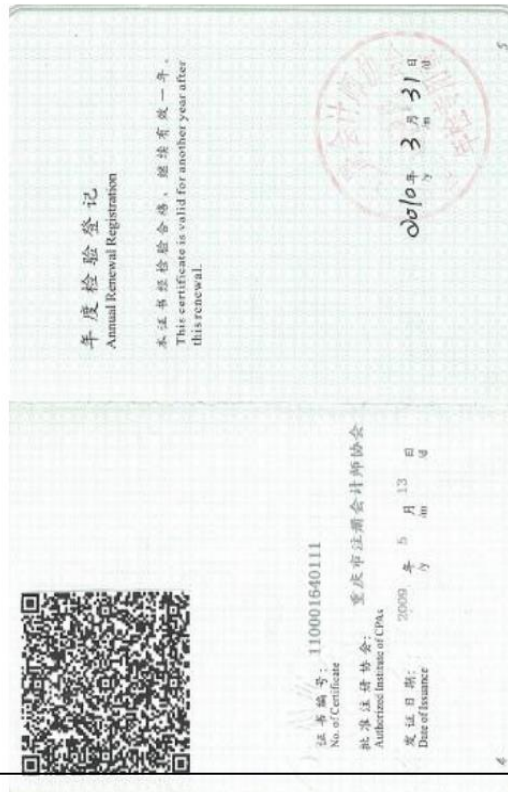 年度检验登记
Annual Renewal Registration
本证书经检验合格，继续有效一年。
This certificate is valid for another year after
this renewal.
2010年 3月 31日
/y /m /d
5
证书编号： 110001640111
No. of Certificate
批准注册协会： 重庆市注册会计师协会
Authorized Institute of CPAs
发证日期： 2009 年 5 月 13 日
Date of Issuance /y /m /d
4